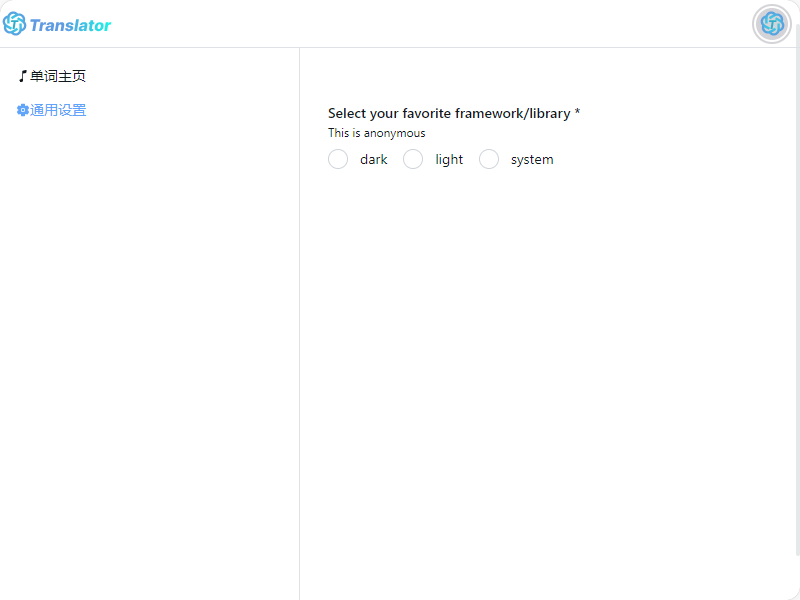 Translator
单词主页
通用设置
Select your favorite framework/library *
This is anonymous
dark light system